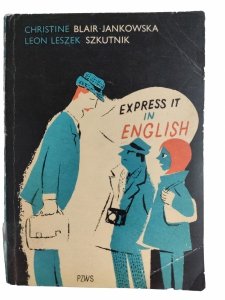 CHRISTINE BLAIR-JANKOWSKA
LEON LESZEK SZKUTNIK
EXPRESS IT
IN
ENGLISH
PZWS